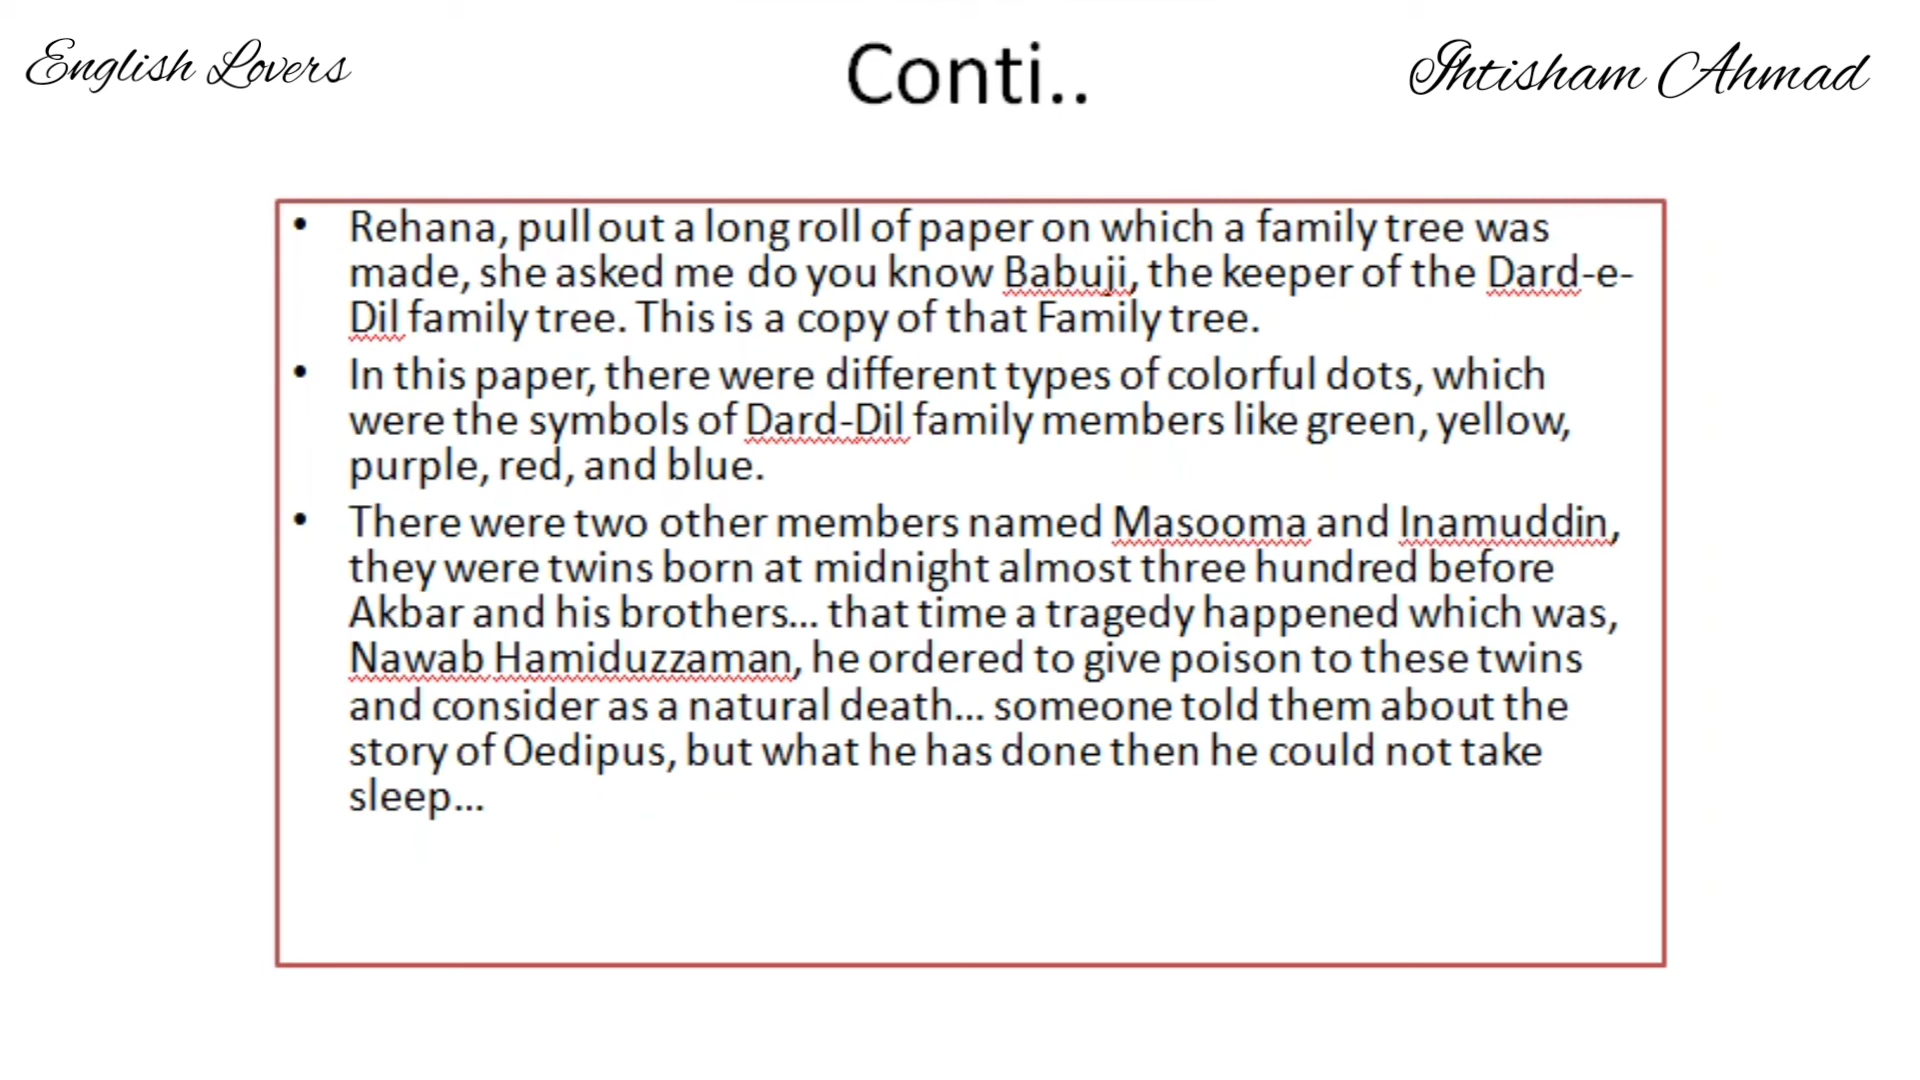 English Lovers
Conti..
Ihtisham Ahmad
• Rehana, pull out a long roll of paper on which a family tree was
made, she asked me do you know Babuji, the keeper of the Dard-e-
Dil family tree. This is a copy of that Family tree.
• In this paper, there were different types of colorful dots, which
were the symbols of Dard-Dil family members like green, yellow,
purple, red, and blue.
• There were two other members named Masooma and Inamuddin,
they were twins born at midnight almost three hundred before
Akbar and his brothers... that time a tragedy happened which was,
Nawab Hamiduzzaman, he ordered to give poison to these twins
and consider as a natural death... someone told them about the
story of Oedipus, but what he has done then he could not take
sleep...